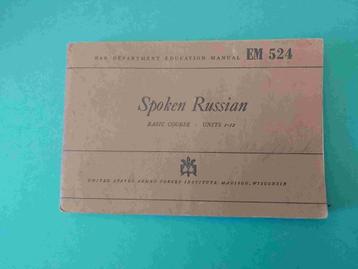 WAR DEPARTMENT EDUCATION MANUAL EM 524
Spoken Russian
BASIC COURSE - UNITS 1-12
UNITED STATES ARMED FORCES INSTITUTE, MADISON, WISCONSIN